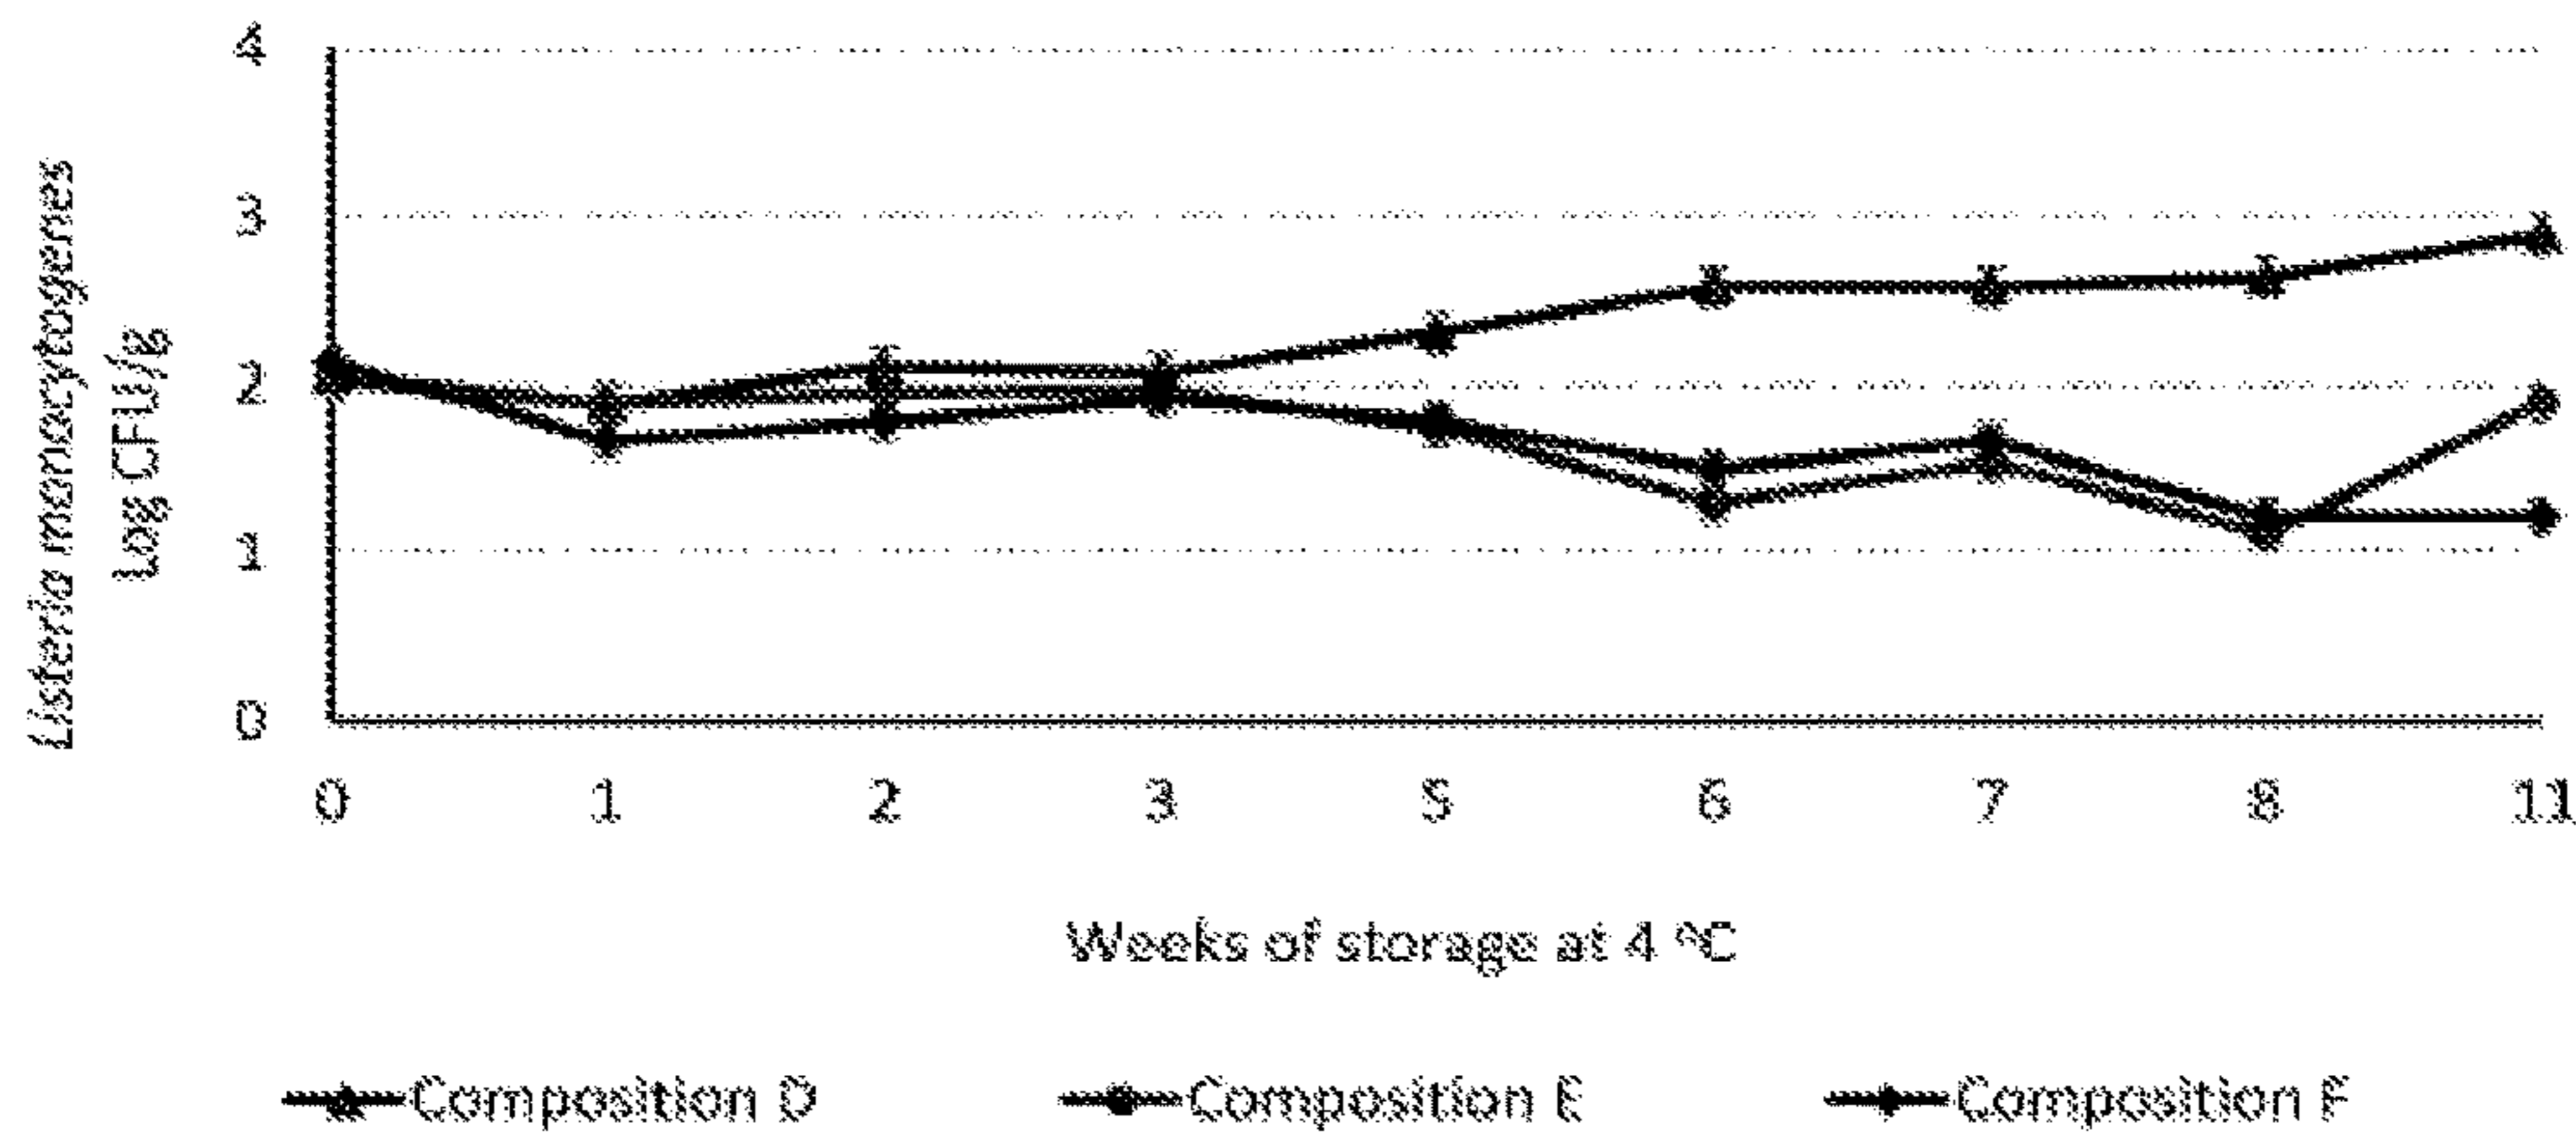 4
3
2
1
0
Listeria monocytogenes
Log CFU/g
0 1 2 3 5 6 7 8 11
Weeks of storage at 4 ºC
Composition D Composition E Composition F